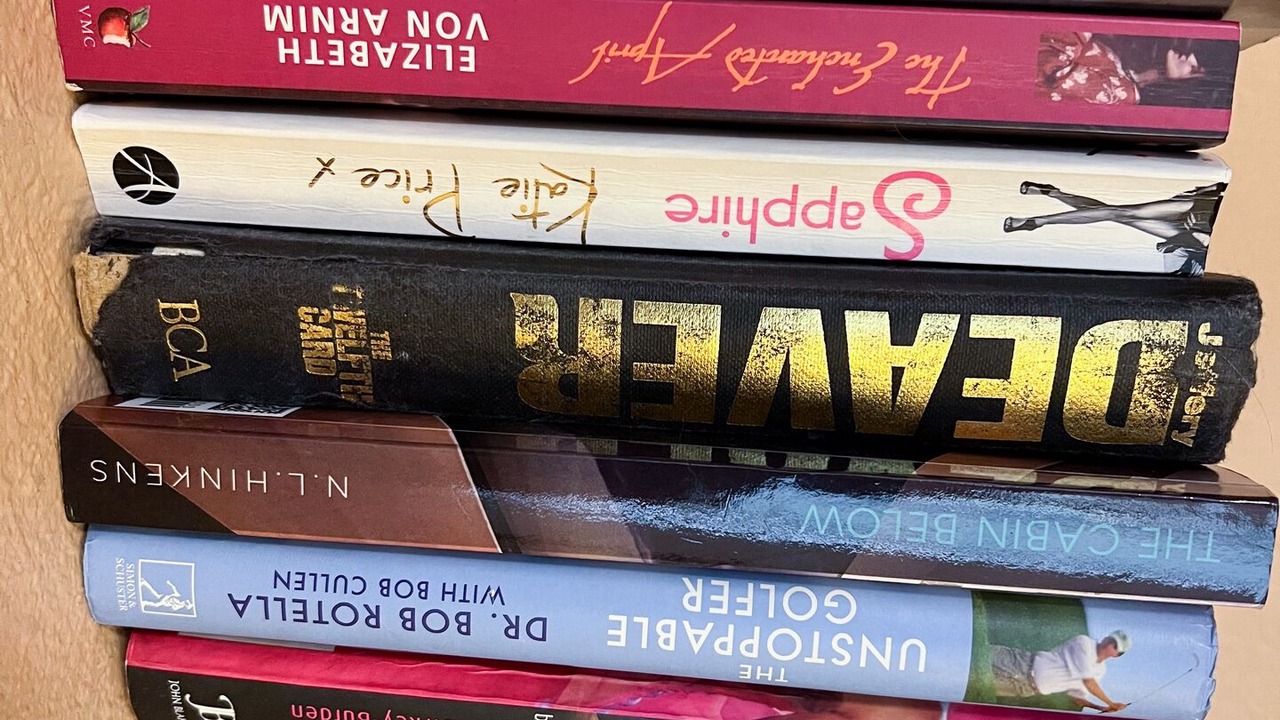 The Enchanted April
ELIZABETH
VON ARNIM
VMC
Sapphire
Katie Price x
Jeffery
DEAVER
THE
TWELFTH
CARD
BCA
THE CABIN BELOW
N.L.HINKENS
THE
UNSTOPPABLE
GOLFER
DR. BOB ROTELLA
WITH BOB CULLEN
SIMON &
SCHUSTER
Burden